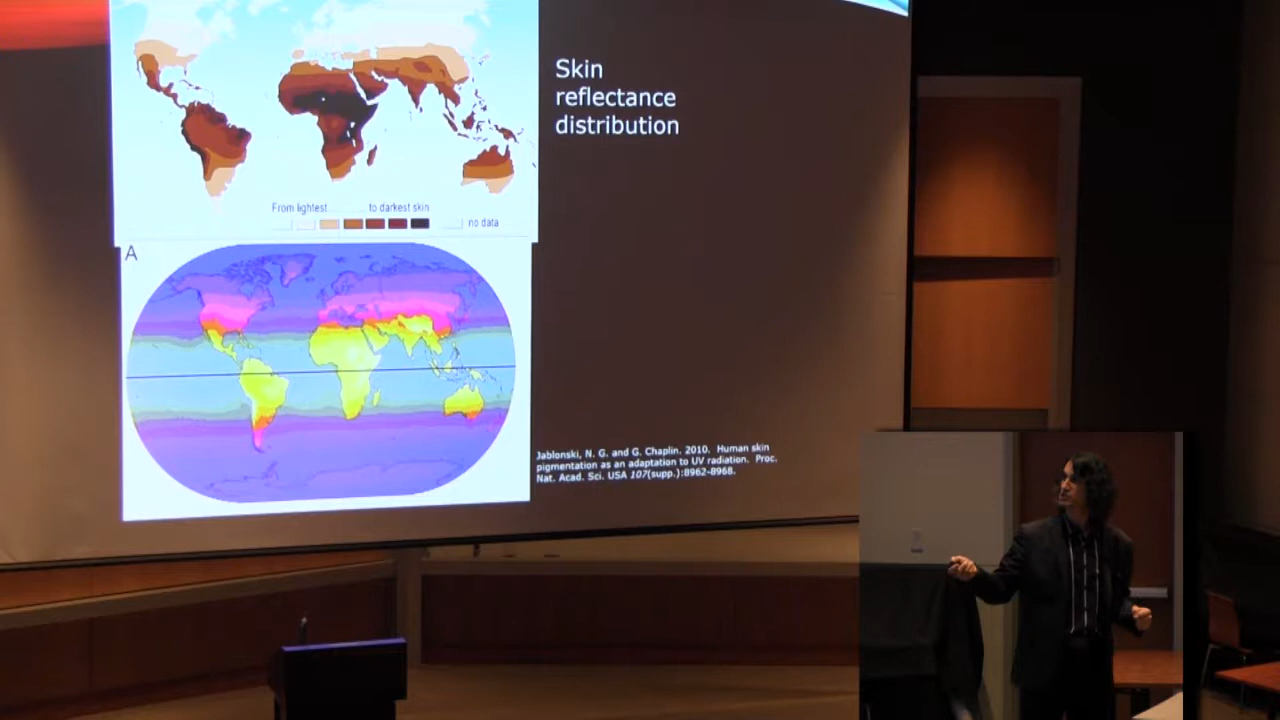 Skin
reflectance
distribution
From lightest to darkest skin
no data
A
Jablonski, N. G. and G. Chaplin. 2010. Human skin
pigmentation as an adaptation to UV radiation. Proc.
Nat. Acad. Sci. USA 107(supp.):8962-8968.